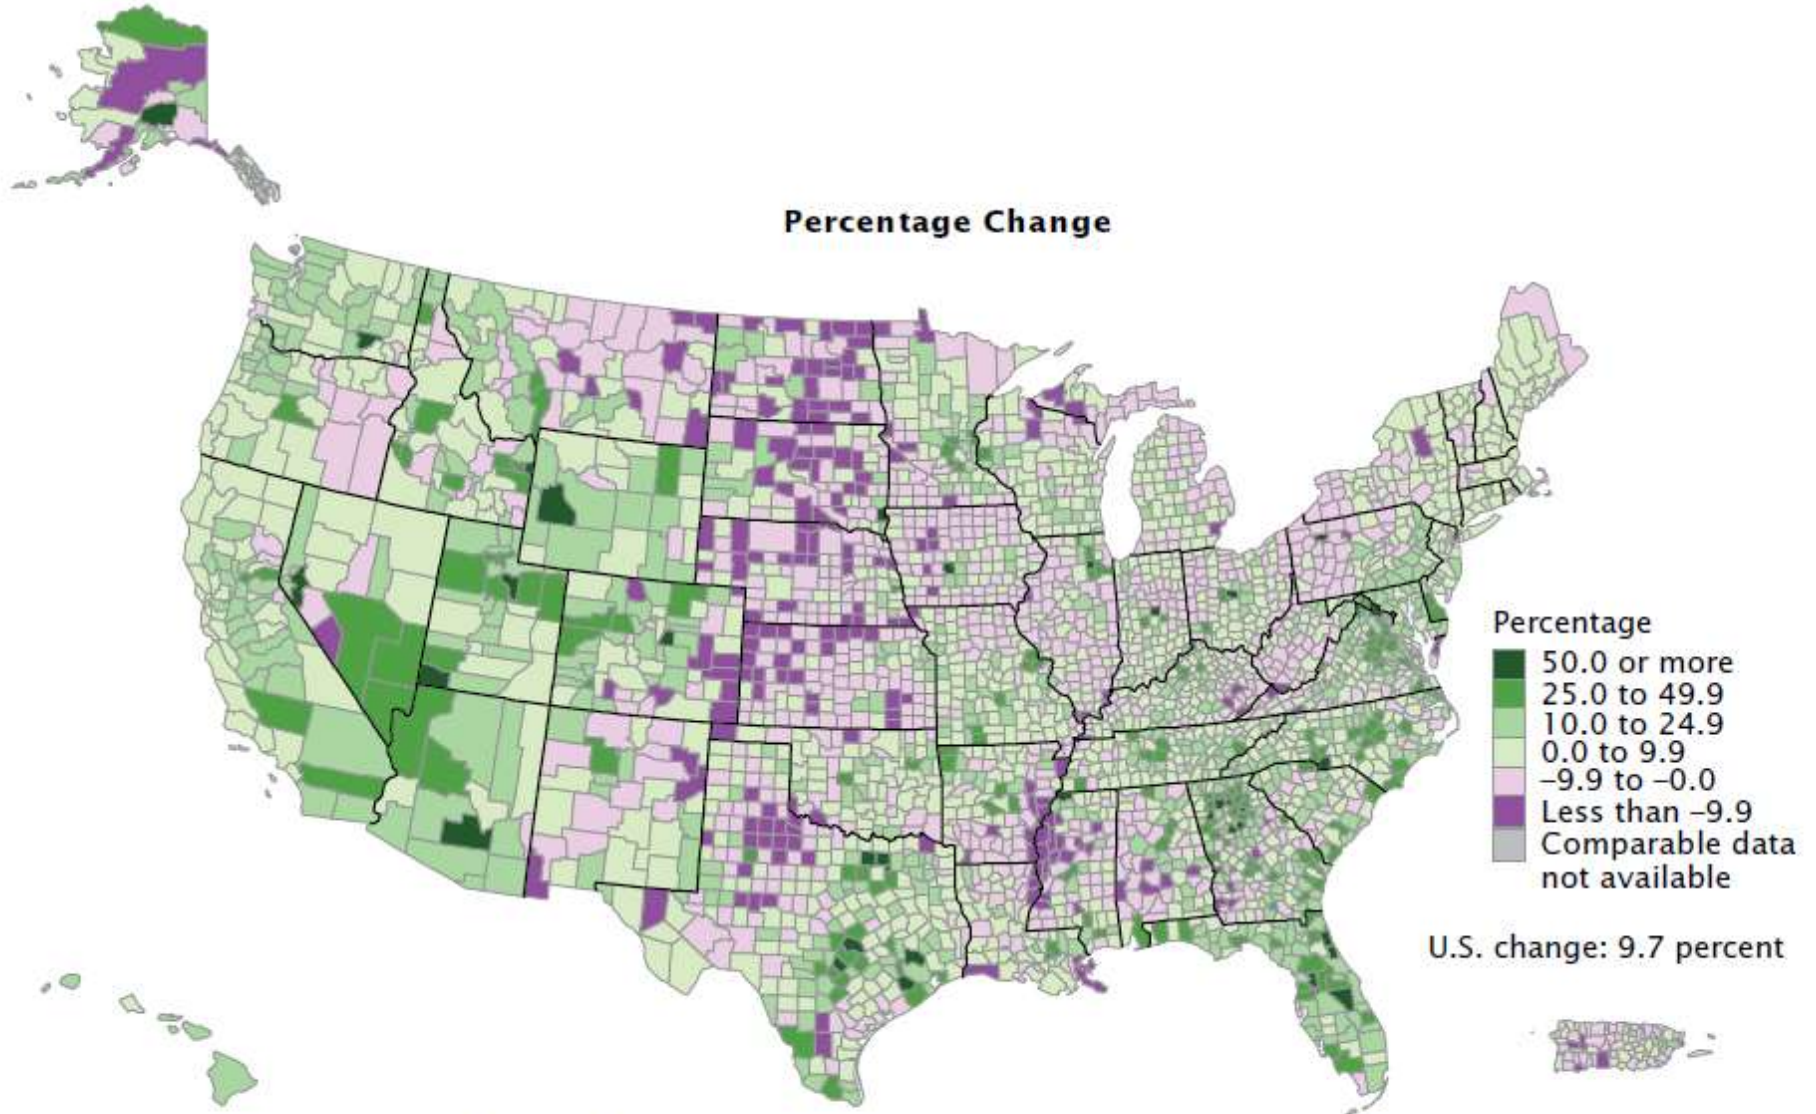 Percentage Change
Percentage
50.0 or more
25.0 to 49.9
10.0 to 24.9
0.0 to 9.9
–9.9 to –0.0
Less than –9.9
Comparable data
not available
U.S. change: 9.7 percent